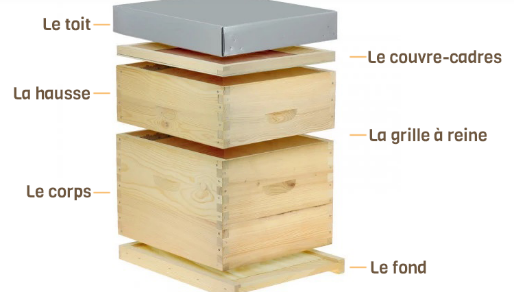 Le toit
Le couvre-cadres
La hausse
La grille à reine
Le corps
Le fond